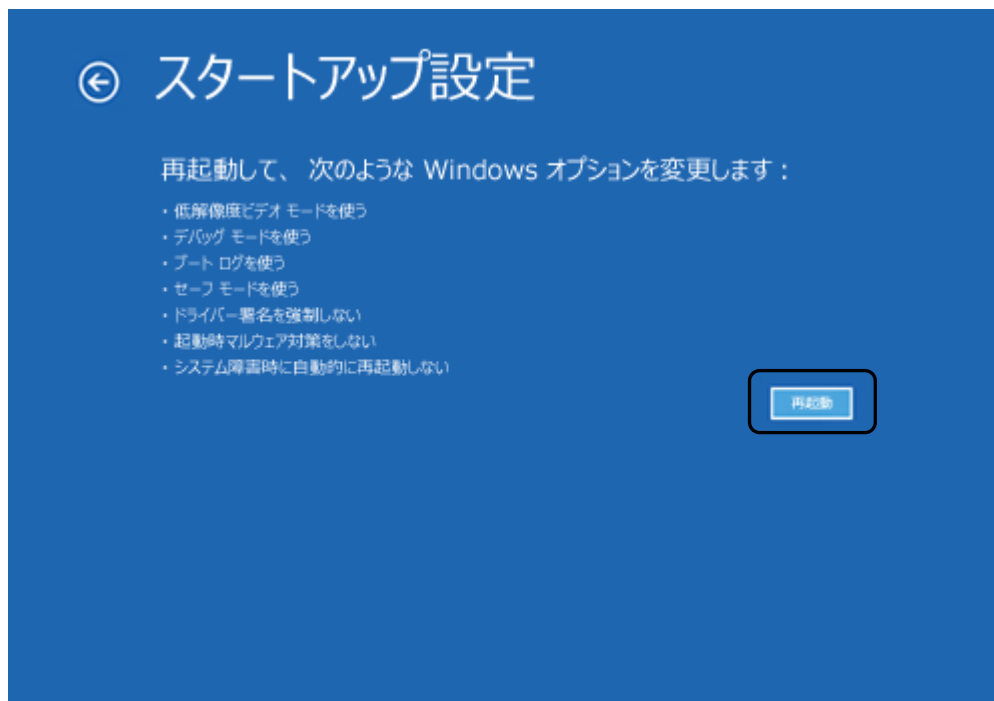 スタートアップ設定
再起動して、 次のような Windows オプションを変更します：
・低解像度ビデオ モードを使う
・デバッグ モードを使う
・ブート ログを使う
・セーフ モードを使う
・ドライバー署名を強制しない
・起動時マルウェア対策をしない
・システム障害時に自動的に再起動しない
再起動